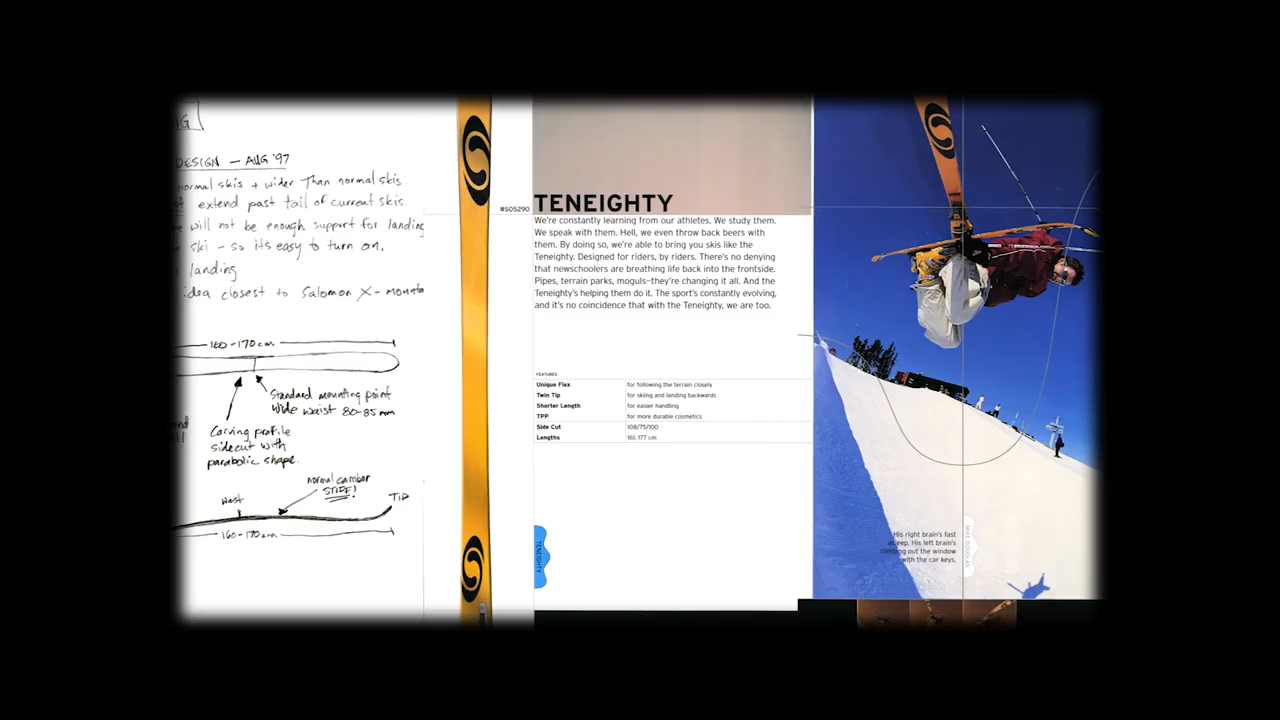 DESIGN - AUG '97
normal skis + wider than normal skis.
extend past tail of current skis.
will not be enough support for landing
ski - so its easy to turn on,
landing
idea closest to Salomon X-mounta
160-170cm
Standard mounting point
Wide waist 80-85mm
Carving profile
sidecut with
parabolic shape.
normal camber
STIFF!
Waist
TIP
160-170cm
#S05290
TENEIGHTY
We're constantly learning from our athletes. We study them.
We speak with them. Hell, we even throw back beers with
them. By doing so, we're able to bring you skis like the
Teneighty. Designed for riders, by riders. There's no denying
that newschoolers are breathing life back into the frontside.
Pipes, terrain parks, moguls–they're changing it all. And the
Teneighty's helping them do it. The sport's constantly evolving,
and it's no coincidence that with the Teneighty, we are too.
FEATURES
Unique Flex for following the terrain closely
Twin Tip for skiing and landing backwards
Shorter Length for easier handling
TPP for more durable cosmetics
Side Cut 108/75/100
Lengths 161, 177 cm
TENEIGHTY
His right brain's fast
asleep. His left brain's
climbing out the window
with the car keys.
MIKE DOUGLAS